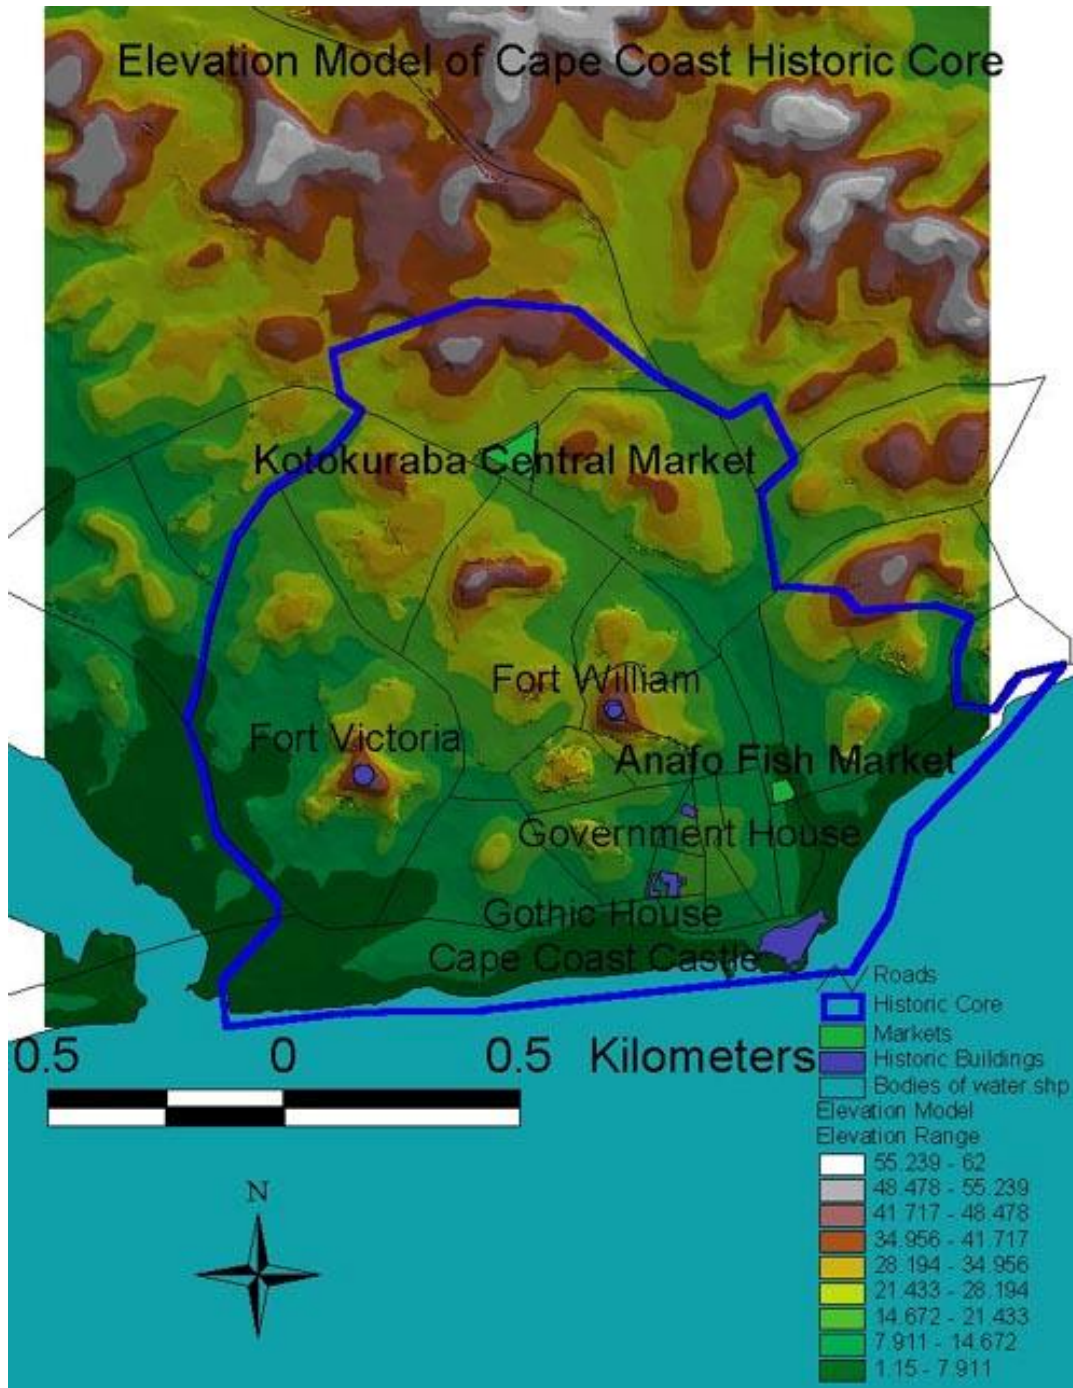 Elevation Model of Cape Coast Historic Core
Kotokuraba Central Market
Fort William
Fort Victoria
Anafo Fish Market
Government House
Gothic House
Cape Coast Castle
Roads
Historic Core
Markets
Historic Buildings
Bodies of water.shp
Elevation Model
Elevation Range
55.239 - 62
48.478 - 55.239
41.717 - 48.478
34.956 - 41.717
28.194 - 34.956
21.433 - 28.194
14.672 - 21.433
7.911 - 14.672
1.15 - 7.911
0.5 0 0.5 Kilometers
N